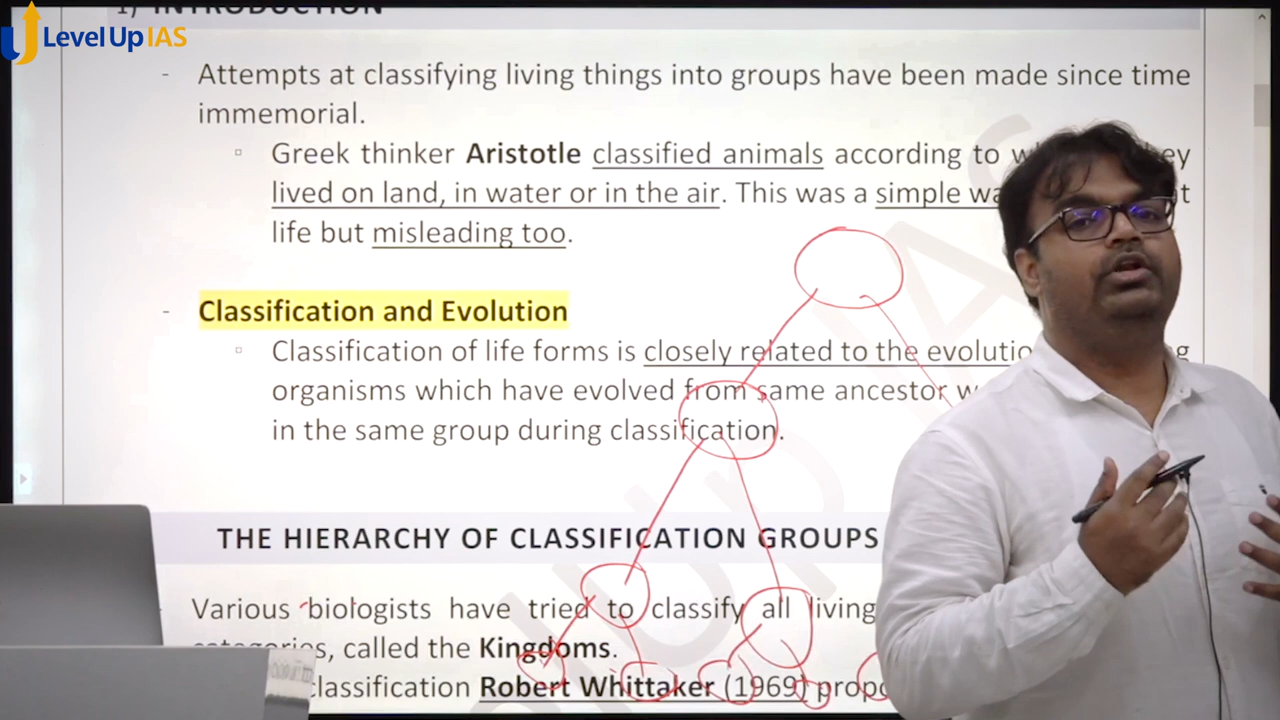 1) INTRODUCTION
LevelUp IAS
- Attempts at classifying living things into groups have been made since time
immemorial.
Greek thinker Aristotle classified animals according to
lived on land, in water or in the air. This was a simple
life but misleading too.
- Classification and Evolution
Classification of life forms is closely related to the
organisms which have evolved from same ancestor
in the same group during classification.
THE HIERARCHY OF CLASSIFICATION GROUPS
- Various biologists have tried to classify all living
called the Kingdoms.
classification Robert Whittaker (1969)